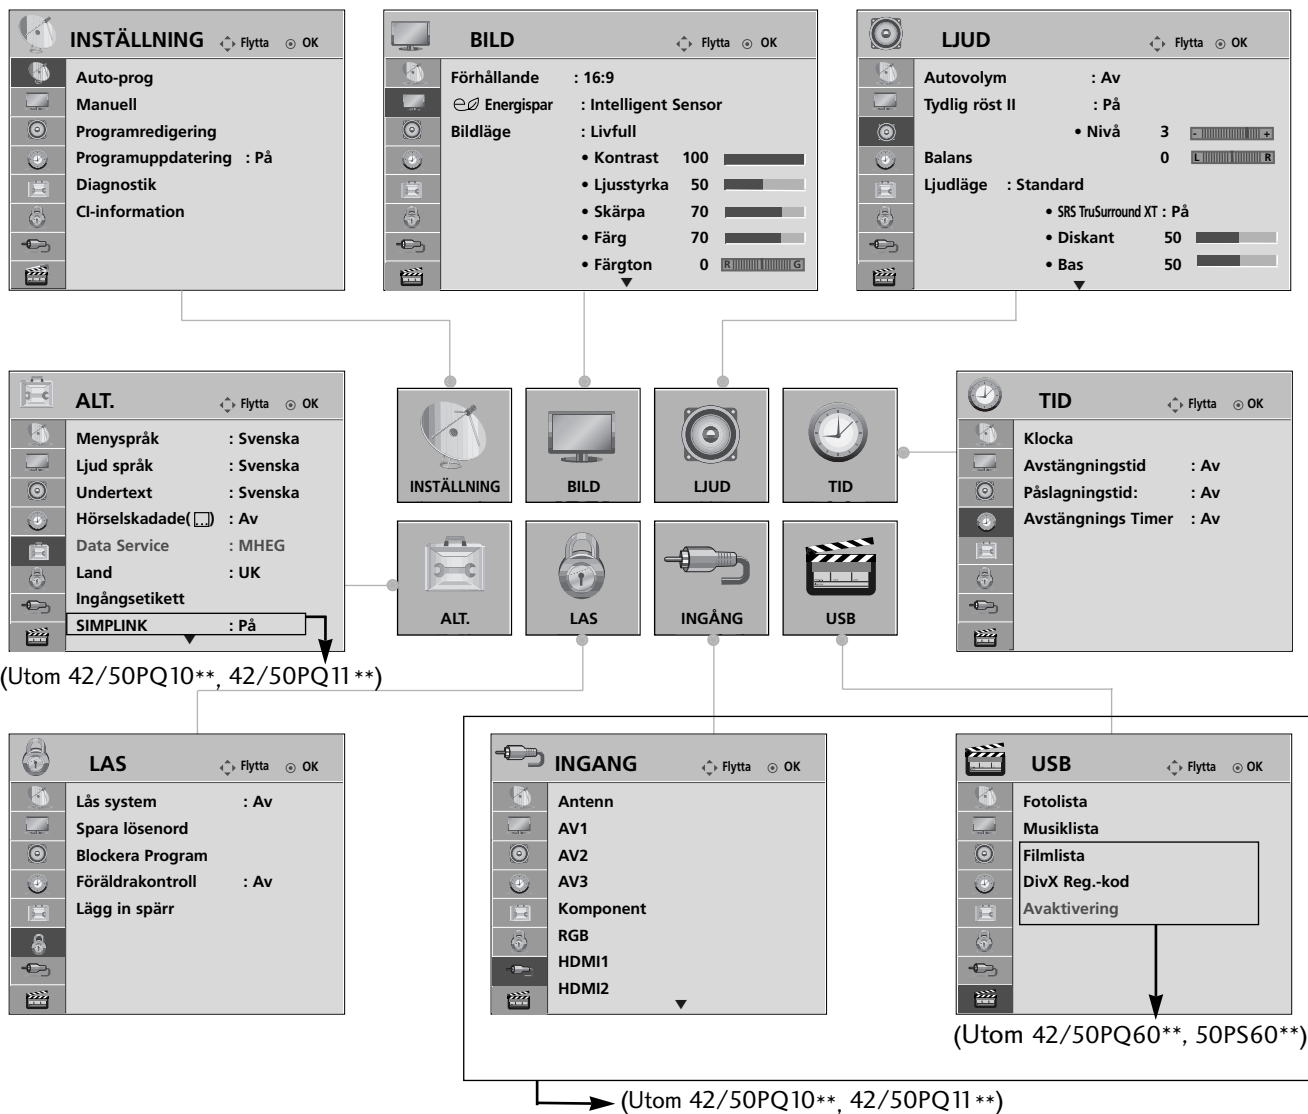 INSTÄLLNING Flytta OK
Auto-prog
Manuell
Programredigering
Programuppdatering : På
Diagnostik
CI-information
BILD Flytta OK
Förhållande : 16:9
Energispar : Intelligent Sensor
Bildläge : Livfull
• Kontrast 100
• Ljusstyrka 50
• Skärpa 70
• Färg 70
• Färgton 0 R G
LJUD Flytta OK
Autovolym : Av
Tydlig röst II : På
• Nivå 3 - +
Balans 0 L R
Ljudläge : Standard
• SRS TruSurround XT : På
• Diskant 50
• Bas 50
ALT. Flytta OK
Menyspråk : Svenska
Ljud språk : Svenska
Undertext : Svenska
Hörselskadade( ) : Av
Data Service : MHEG
Land : UK
Ingångsetikett
SIMPLINK : På
(Utom 42/50PQ10**, 42/50PQ11**)
INSTÄLLNING
BILD
LJUD
TID
ALT.
LAS
INGÅNG
USB
TID Flytta OK
Klocka
Avstängningstid : Av
Påslagningstid: : Av
Avstängnings Timer : Av
LAS Flytta OK
Lås system : Av
Spara lösenord
Blockera Program
Föräldrakontroll : Av
Lägg in spärr
INGANG Flytta OK
Antenn
AV1
AV2
AV3
Komponent
RGB
HDMI1
HDMI2
USB Flytta OK
Fotolista
Musiklista
Filmlista
DivX Reg.-kod
Avaktivering
(Utom 42/50PQ60**, 50PS60**)
(Utom 42/50PQ10**, 42/50PQ11**)